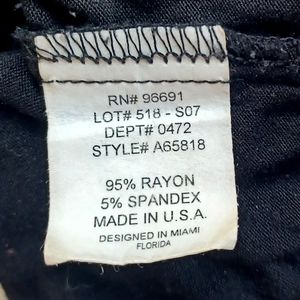 RN# 96691
LOT# 518 - S07
DEPT# 0472
STYLE# A65818
95% RAYON
5% SPANDEX
MADE IN U.S.A.
DESIGNED IN MIAMI
FLORIDA